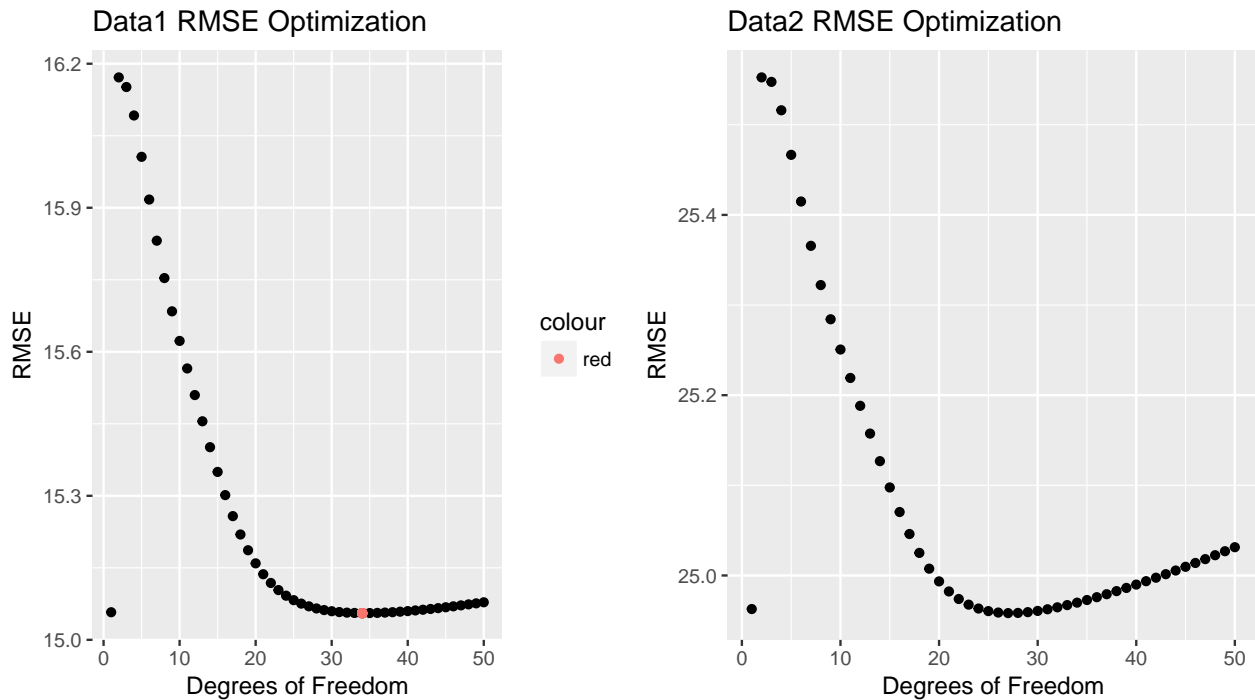 Data1 RMSE Optimization
16.2
15.9
15.6
15.3
15.0
RMSE
0 10 20 30 40 50
Degrees of Freedom
colour
red
Data2 RMSE Optimization
25.4
25.2
25.0
RMSE
0 10 20 30 40 50
Degrees of Freedom